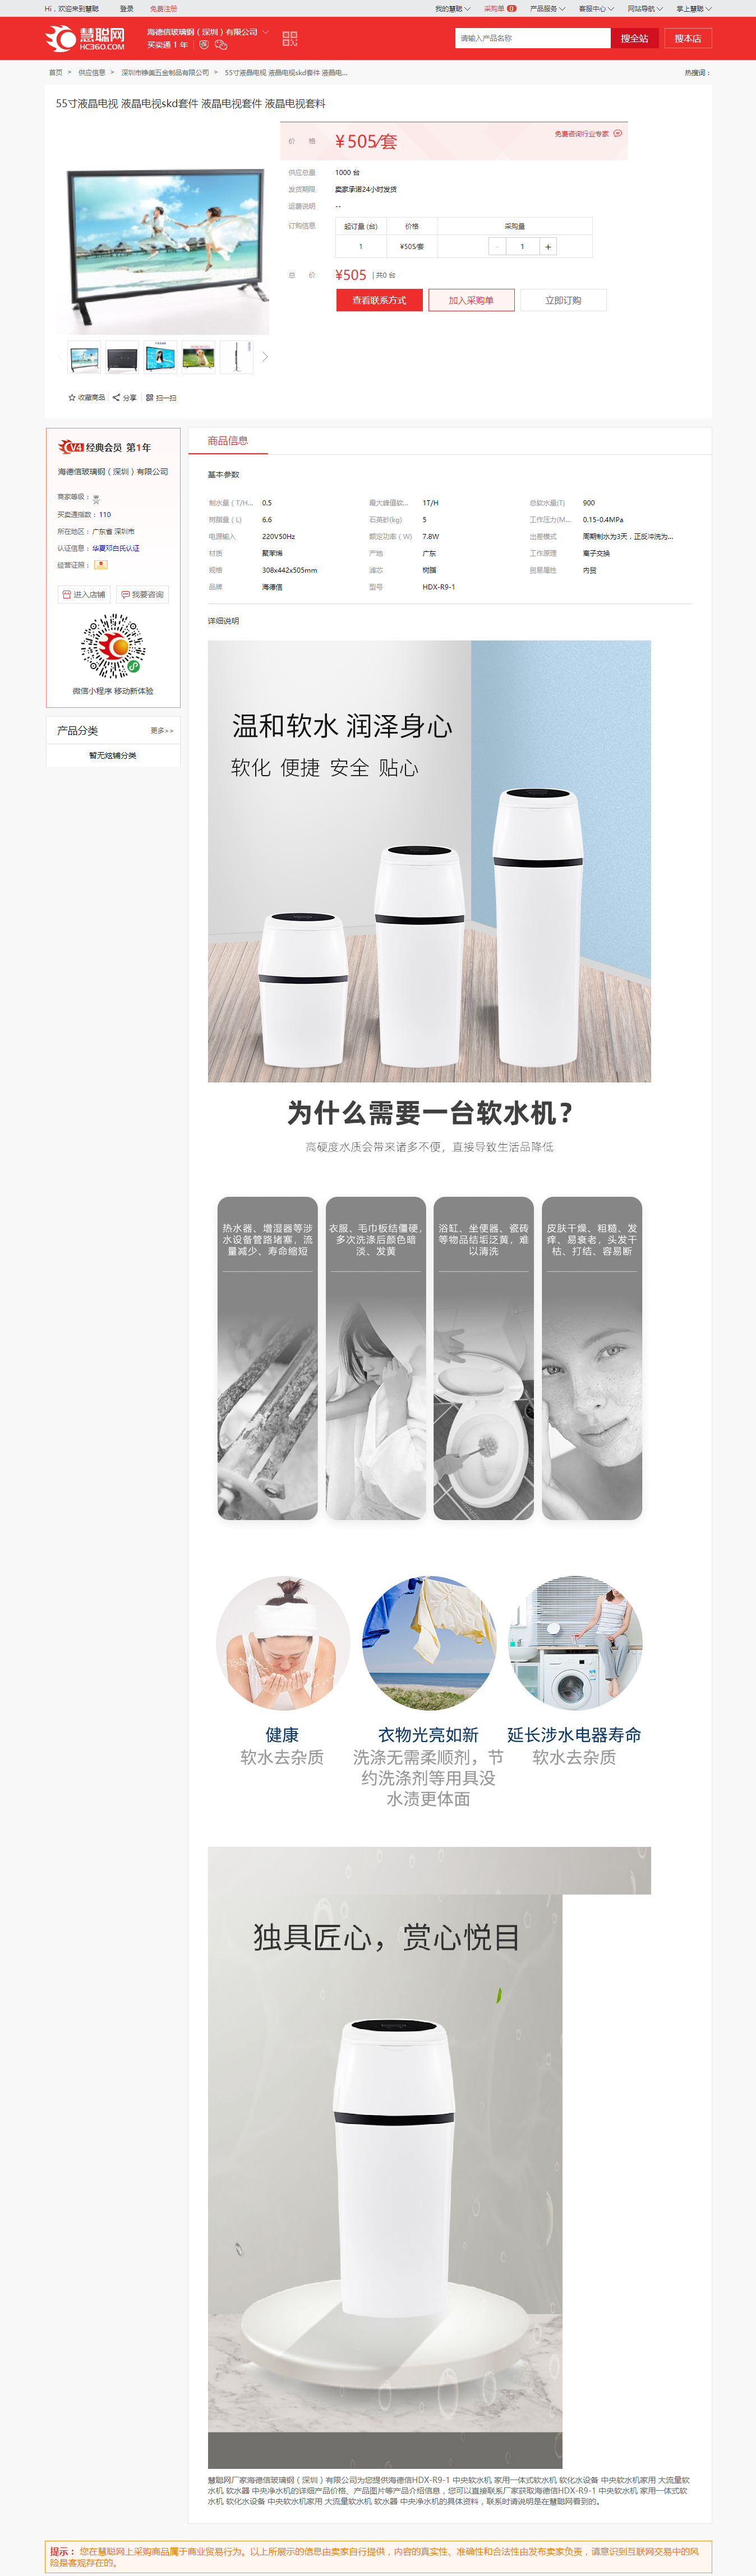 Hi，欢迎来到慧聪 登录 免费注册 我的慧聪 采购单 0 产品服务 客服中心 网站导航 掌上慧聪
慧聪网
HC360.COM
海德信玻璃钢（深圳）有限公司
买卖通 1 年
请输入产品名称
搜全站
搜本店
首页 > 供应信息 > 深圳市铮美五金制品有限公司 > 55寸液晶电视 液晶电视skd套件 液晶电...
热搜词：
55寸液晶电视 液晶电视skd套件 液晶电视套件 液晶电视套料
价 格 ¥505/套
免费咨询行业专家
供应总量 1000 台
发货期限 卖家承诺24小时发货
运费说明 --
订购信息 起订量 (台) 价格 采购量
1 ¥505/套 - 1 +
总 价 ¥505 | 共0 台
查看联系方式 加入采购单 立即订购
收藏商品 分享 扫一扫
V4 经典会员 第1年
海德信玻璃钢（深圳）有限公司
商家等级：
买卖通指数：110
所在地区：广东省 深圳市
认证信息：华夏邓白氏认证
经营证照：
进入店铺 我要咨询
微信小程序 移动新体验
产品分类 更多>>
暂无炫铺分类
商品信息
基本参数
制水量（T/H... 0.5 最大峰值软... 1T/H 总软水量(T) 900
树脂量（L） 6.6 石英砂(kg) 5 工作压力(M... 0.15-0.4MPa
电源输入 220V50Hz 额定功率（W) 7.8W 出差模式 周期制水为3天，正反冲洗为...
材质 聚苯烯 产地 广东 工作原理 离子交换
规格 308x442x505mm 滤芯 树脂 贸易属性 内贸
品牌 海德信 型号 HDX-R9-1
详细说明
温和软水 润泽身心
软化 便捷 安全 贴心
为什么需要一台软水机?
高硬度水质会带来诸多不便，直接导致生活品降低
热水器、增湿器等涉
水设备管路堵塞，流
量减少、寿命缩短
衣服、毛巾板结僵硬，
多次洗涤后颜色暗
淡、发黄
浴缸、坐便器、瓷砖
等物品结垢泛黄，难
以清洗
皮肤干燥、粗糙、发
痒、易衰老，头发干
枯、打结、容易断
健康
软水去杂质
衣物光亮如新
洗涤无需柔顺剂，节
约洗涤剂等用具没
水渍更体面
延长涉水电器寿命
软水去杂质
独具匠心，赏心悦目
慧聪网厂家海德信玻璃钢（深圳）有限公司为您提供海德信HDX-R9-1 中央软水机 家用一体式软水机 软化水设备 中央软水机家用 大流量软
水机 软水器 中央净水机的详细产品价格、产品图片等产品介绍信息，您可以直接联系厂家获取海德信HDX-R9-1 中央软水机 家用一体式软
水机 软化水设备 中央软水机家用 大流量软水机 软水器 中央净水机的具体资料，联系时请说明是在慧聪网看到的。
提示： 您在慧聪网上采购商品属于商业贸易行为。以上所展示的信息由卖家自行提供，内容的真实性、准确性和合法性由发布卖家负责，请意识到互联网交易中的风
险是客观存在的。